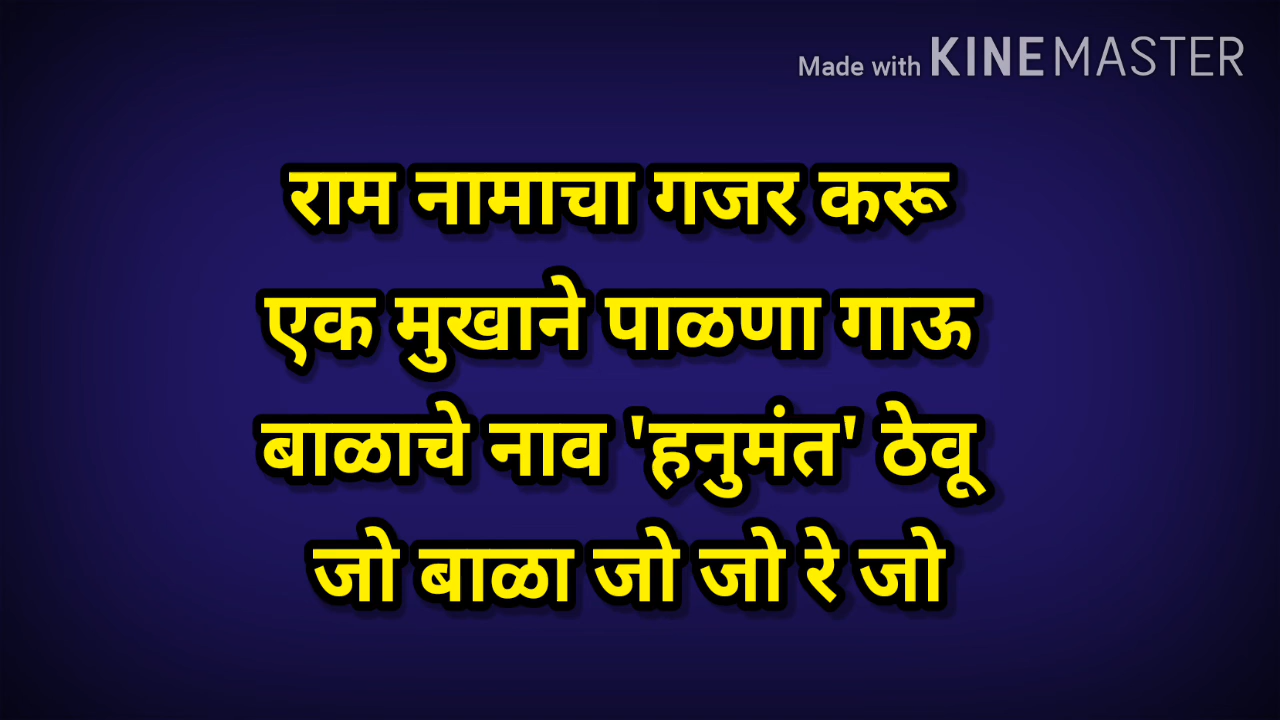 Made with KINEMASTER
राम नामाचा गजर करू
एक मुखाने पाळणा गाऊ
बाळाचे नाव 'हनुमंत' ठेवू
जो बाळा जो जो रे जो